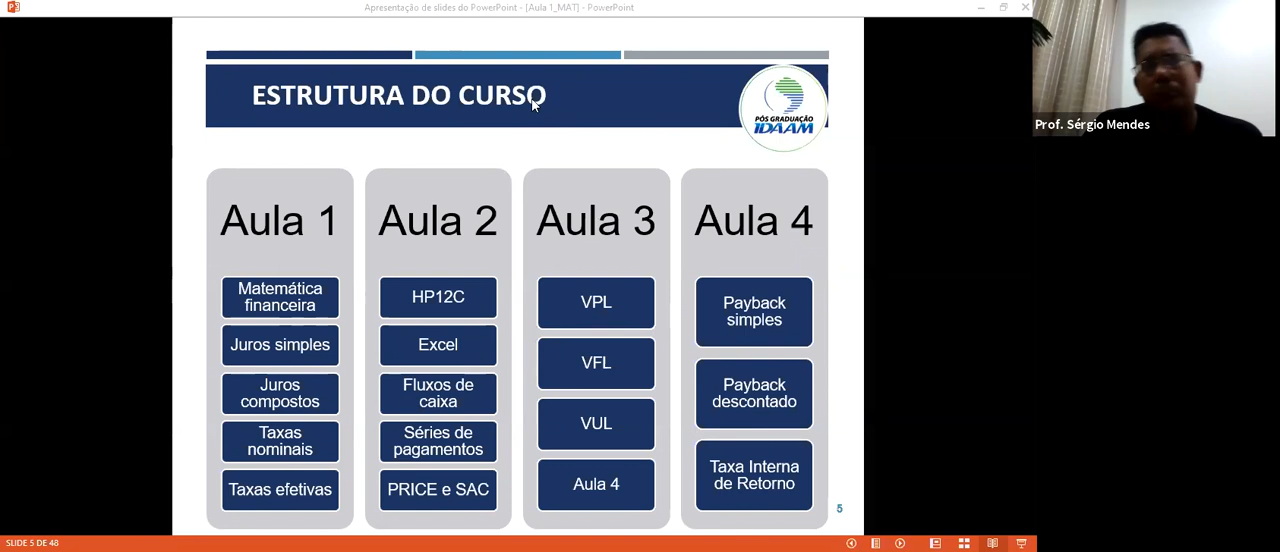 Apresentação de slides do PowerPoint - [Aula 1_MAT] - PowerPoint
ESTRUTURA DO CURSO
PÓS GRADUAÇÃO
IDAAM
Prof. Sérgio Mendes
Aula 1
Matemática
financeira
Juros simples
Juros
compostos
Taxas
nominais
Taxas efetivas
Aula 2
HP12C
Excel
Fluxos de
caixa
Séries de
pagamentos
PRICE e SAC
Aula 3
VPL
VFL
VUL
Aula 4
Aula 4
Payback
simples
Payback
descontado
Taxa Interna
de Retorno
5
SLIDE 5 DE 48